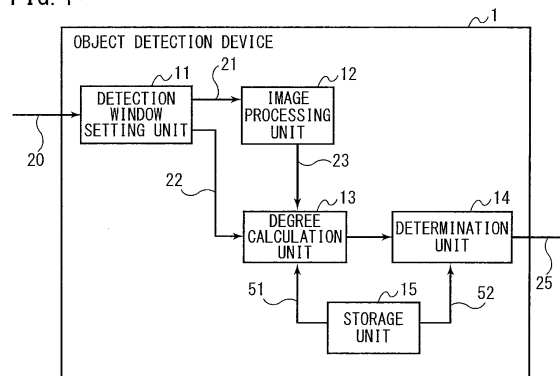 FIG. 1
1
OBJECT DETECTION DEVICE
11
21
12
DETECTION
WINDOW
SETTING UNIT
IMAGE
PROCESSING
UNIT
20
22
23
13
14
DEGREE
CALCULATION
UNIT
DETERMINATION
UNIT
25
51
15
52
STORAGE
UNIT